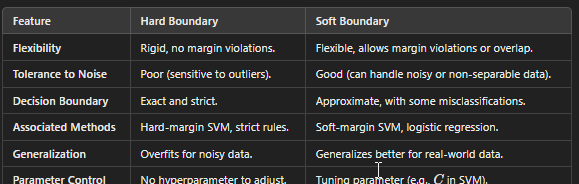 Feature Hard Boundary Soft Boundary
Flexibility Rigid, no margin violations. Flexible, allows margin violations or overlap.
Tolerance to Noise Poor (sensitive to outliers). Good (can handle noisy or non-separable data).
Decision Boundary Exact and strict. Approximate, with some misclassifications.
Associated Methods Hard-margin SVM, strict rules. Soft-margin SVM, logistic regression.
Generalization Overfits for noisy data. Generalizes better for real-world data.
Parameter Control No hyperparameter to adjust. Tuning parameter (e.g., C in SVM).